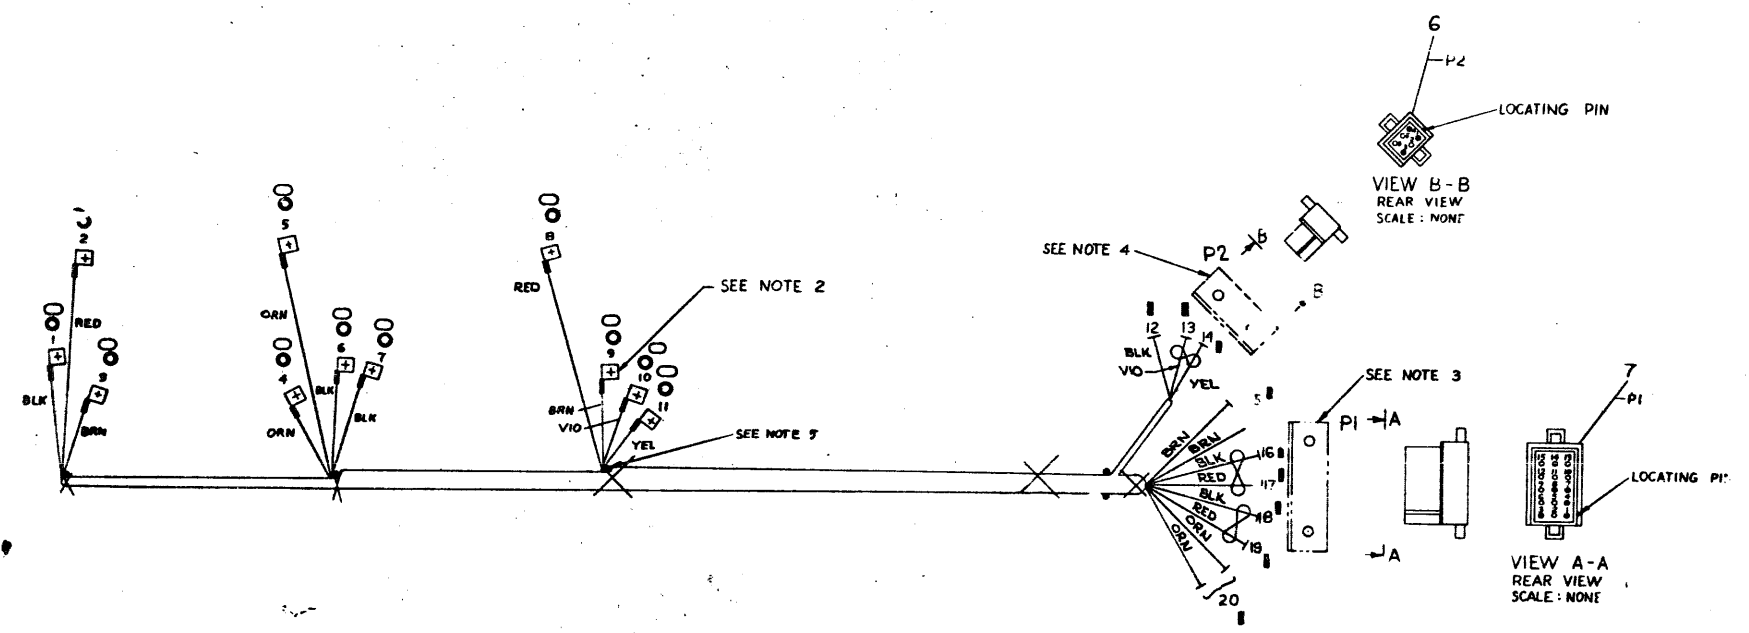 6
P2
LOCATING PIN
VIEW B-B
REAR VIEW
SCALE: NONE
SEE NOTE 4
P2
B
B
2
5
8
RED
SEE NOTE 2
1
RED
3
BLK
BRN
ORN
4
6
7
BLK
BLK
ORN
9
10
11
BRN
VIO
YEL
SEE NOTE 5
12
13
14
BLK
VIO
YEL
5
BRN
BRN
BLK
16
RED
17
BLK
18
RED
19
ORN
ORN
20
SEE NOTE 3
P1
A
A
7
P1
LOCATING
VIEW A-A
REAR VIEW
SCALE: NONE